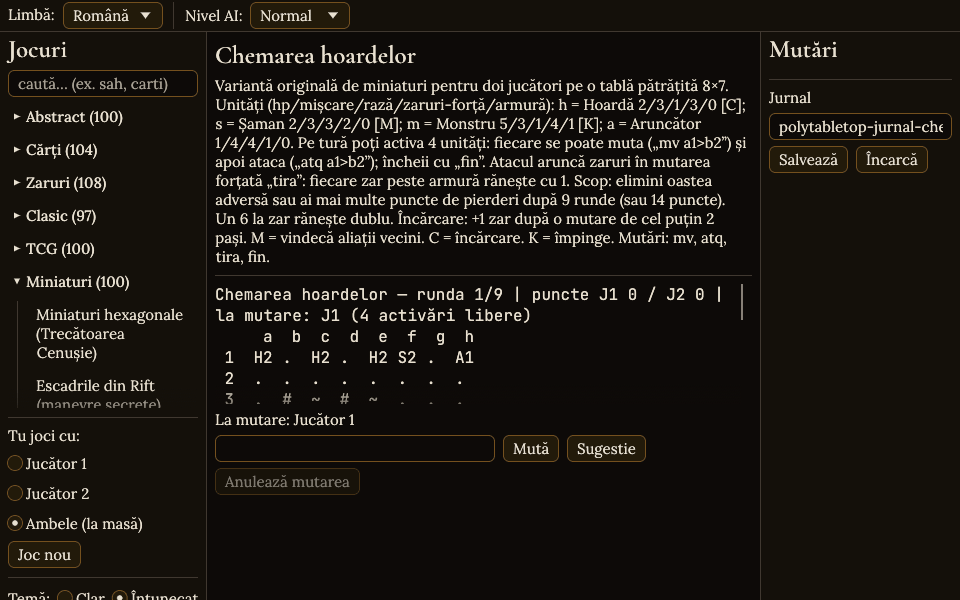 Limbă: Română ▼ Nivel AI: Normal ▼
Jocuri
caută... (ex. sah, carti)
▸ Abstract (100)
▸ Cărți (104)
▸ Zaruri (108)
▸ Clasic (97)
▸ TCG (100)
▾ Miniaturi (100)
Miniaturi hexagonale
(Trecătoarea
Cenușie)
Escadrile din Rift
(manevre secrete)
Tu joci cu:
Jucător 1
Jucător 2
Ambele (la masă)
Joc nou
Temă: Clar Întunecat
Chemarea hoardelor
Variantă originală de miniaturi pentru doi jucători pe o tablă pătrățită 8×7.
Unități (hp/mișcare/rază/zaruri-forță/armură): h = Hoardă 2/3/1/3/0 [C];
s = Șaman 2/3/3/2/0 [M]; m = Monstru 5/3/1/4/1 [K]; a = Aruncător
1/4/4/1/0. Pe tură poți activa 4 unități: fiecare se poate muta („mv a1>b2”) și
apoi ataca („atq a1>b2”); închei cu „fin”. Atacul aruncă zaruri în mutarea
forțată „tira”: fiecare zar peste armură rănește cu 1. Scop: elimini oastea
adversă sau ai mai multe puncte de pierderi după 9 runde (sau 14 puncte).
Un 6 la zar rănește dublu. Încărcare: +1 zar după o mutare de cel puțin 2
pași. M = vindecă aliații vecini. C = încărcare. K = împinge. Mutări: mv, atq,
tira, fin.
Chemarea hoardelor — runda 1/9 | puncte J1 0 / J2 0 |
la mutare: J1 (4 activări libere)
a b c d e f g h
1 H2 . H2 . H2 S2 . A1
2 . . . . . . . .
3 . # ~ # ~ . . .
La mutare: Jucător 1
Mută Sugestie
Anulează mutarea
Mutări
Jurnal
polytabletop-jurnal-che
Salvează Încarcă